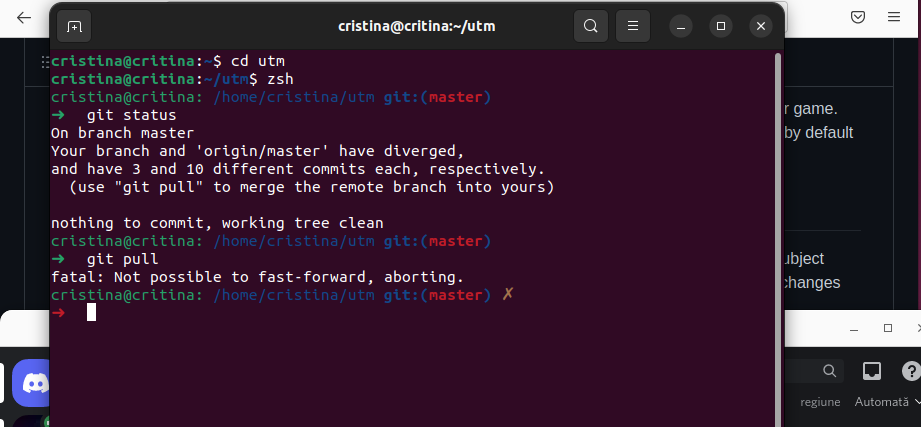 cristina@critina:~/utm
cristina@critina:~$ cd utm
cristina@critina:~/utm$ zsh
cristina@critina: /home/cristina/utm git:(master)
➜ git status
On branch master
Your branch and 'origin/master' have diverged,
and have 3 and 10 different commits each, respectively.
(use "git pull" to merge the remote branch into yours)
nothing to commit, working tree clean
cristina@critina: /home/cristina/utm git:(master)
➜ git pull
fatal: Not possible to fast-forward, aborting.
cristina@critina: /home/cristina/utm git:(master) ✗
➜
r game.
by default
ubject
changes
regiune Automată